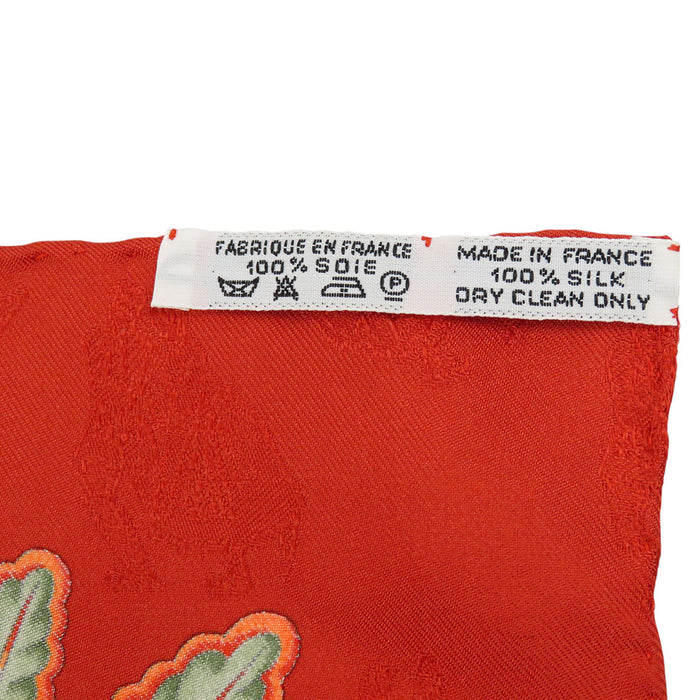 FABRIQUE EN FRANCE
100% SOIE
P
MADE IN FRANCE
100% SILK
DRY CLEAN ONLY